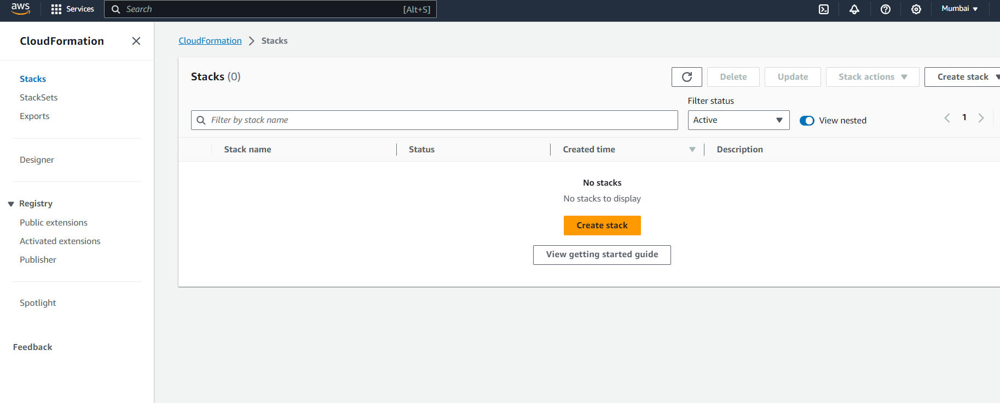 aws Services Search [Alt+S] Mumbai
CloudFormation
Stacks
StackSets
Exports
Designer
Registry
Public extensions
Activated extensions
Publisher
Spotlight
Feedback
CloudFormation Stacks
Stacks (0)
Delete Update Stack actions Create stack
Filter status
Filter by stack name Active View nested 1
Stack name Status Created time Description
No stacks
No stacks to display
Create stack
View getting started guide